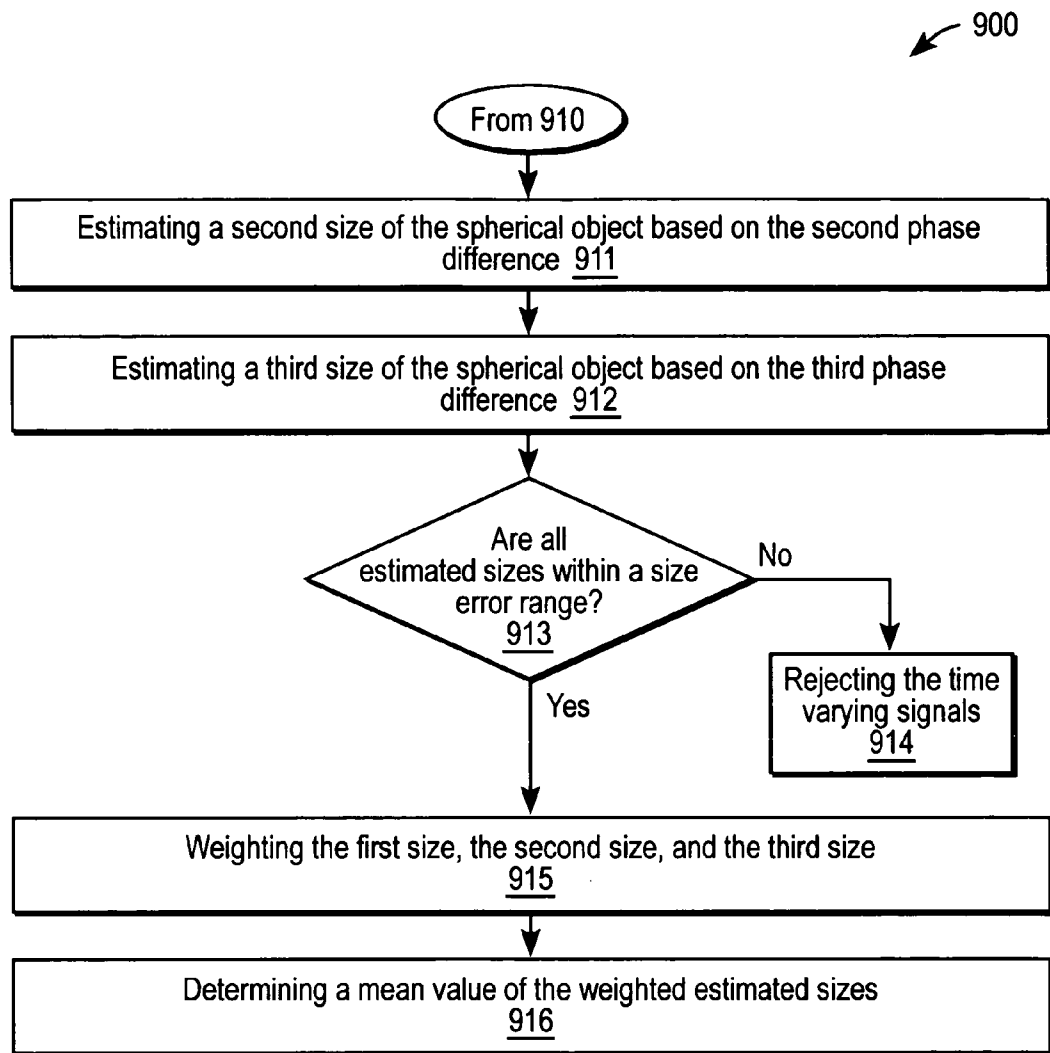 900
From 910
Estimating a second size of the spherical object based on the second phase
difference 911
Estimating a third size of the spherical object based on the third phase
difference 912
Are all
estimated sizes within a size
error range?
913
No
Rejecting the time
varying signals
914
Yes
Weighting the first size, the second size, and the third size
915
Determining a mean value of the weighted estimated sizes
916